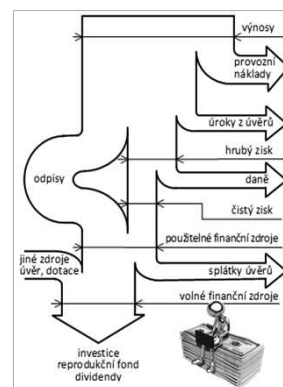 výnosy
provozní
náklady
úroky z úvěrů
hrubý zisk
odpisy
daně
čistý zisk
jiné zdroje
úvěr, dotace
použitelné finanční zdroje
splátky úvěrů
volné finanční zdroje
investice
reprodukční fond
dividendy